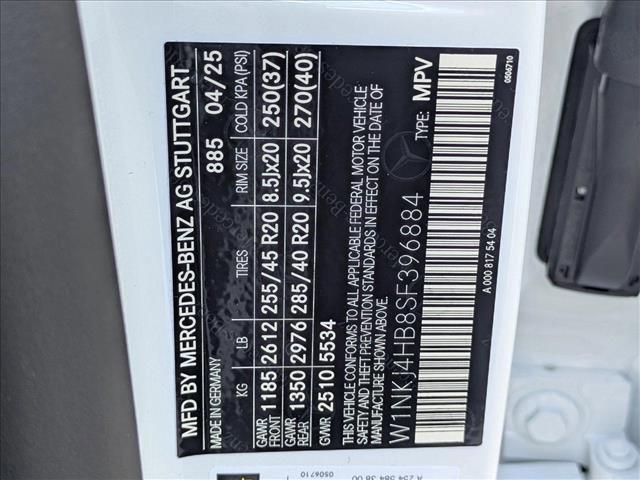 MFD BY MERCEDES-BENZ AG STUTTGART
MADE IN GERMANY 885 04/25
KG LB TIRES RIM SIZE COLD KPA(PSI)
GAWR FRONT 1185 2612 255/45 R20 8.5Jx20 250(37)
GAWR REAR 1350 2976 285/40 R20 9.5Jx20 270(40)
GVWR 2510 5534
THIS VEHICLE CONFORMS TO ALL APPLICABLE FEDERAL MOTOR VEHICLE
SAFETY AND THEFT PREVENTION STANDARDS IN EFFECT ON THE DATE OF
MANUFACTURE SHOWN ABOVE.
W1NKJ4HB8SF396884 TYPE: MPV
A 000 817 54 04
0506710
A 254 584 38 00
0506710